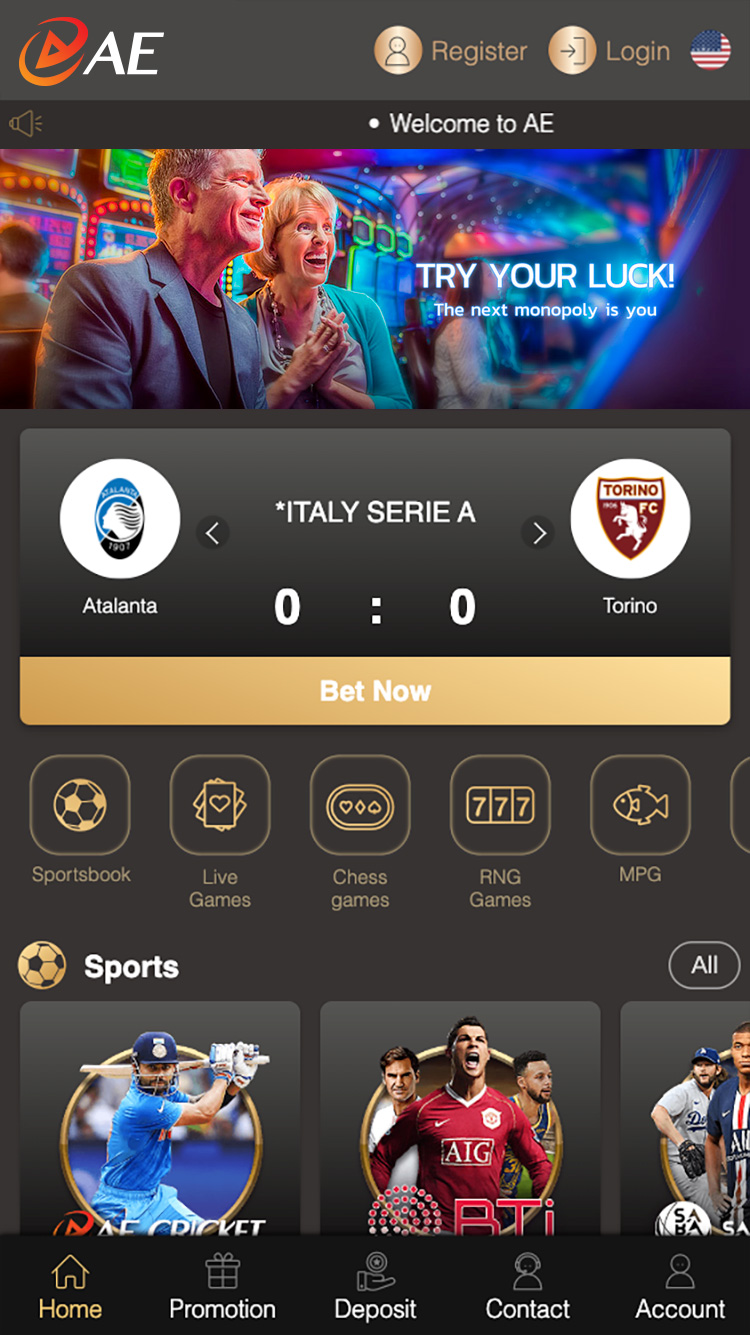 AE
Register
Login
• Welcome to AE
TRY YOUR LUCK!
The next monopoly is you
*ITALY SERIE A
ATALANTA
1907
TORINO
1906 FC
Atalanta
0 : 0
Torino
Bet Now
777
Sportsbook
Live
Games
Chess
games
RNG
Games
MPG
Sports
All
AIG
AE CRICKET
BTi
SABA
SA
Home
Promotion
Deposit
Contact
Account